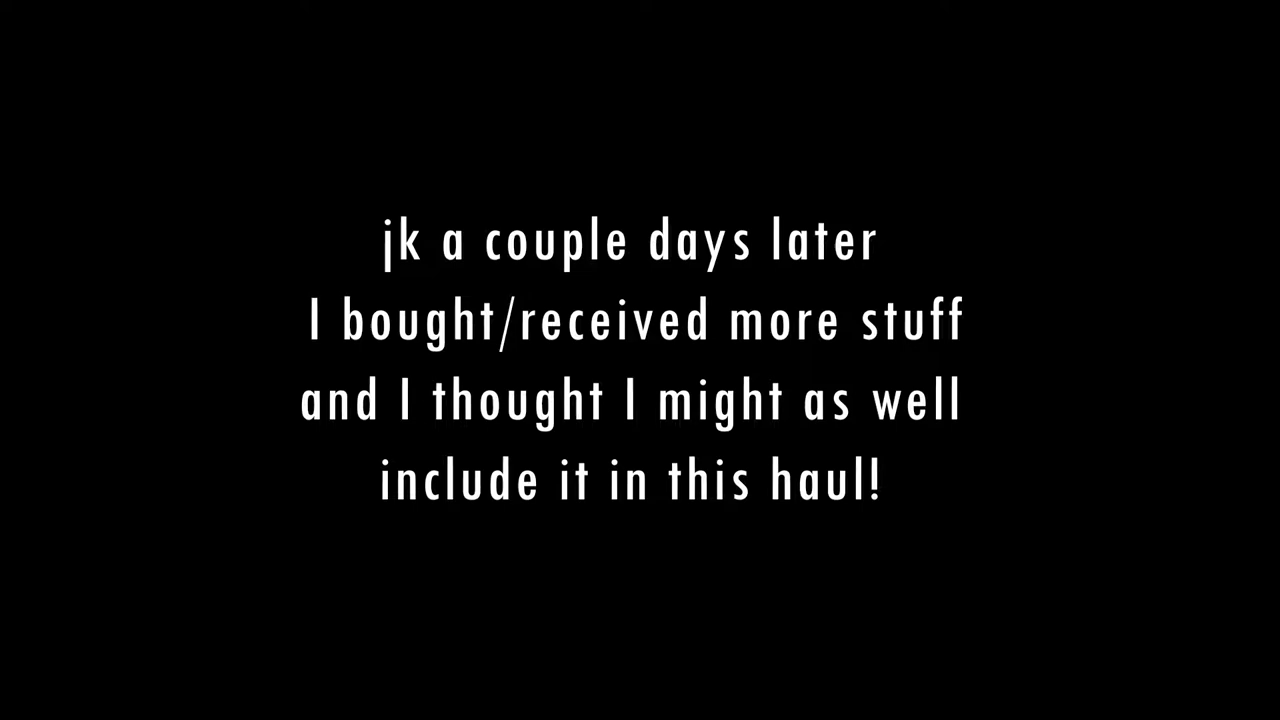 jk a couple days later
I bought/received more stuff
and I thought I might as well
include it in this haul!